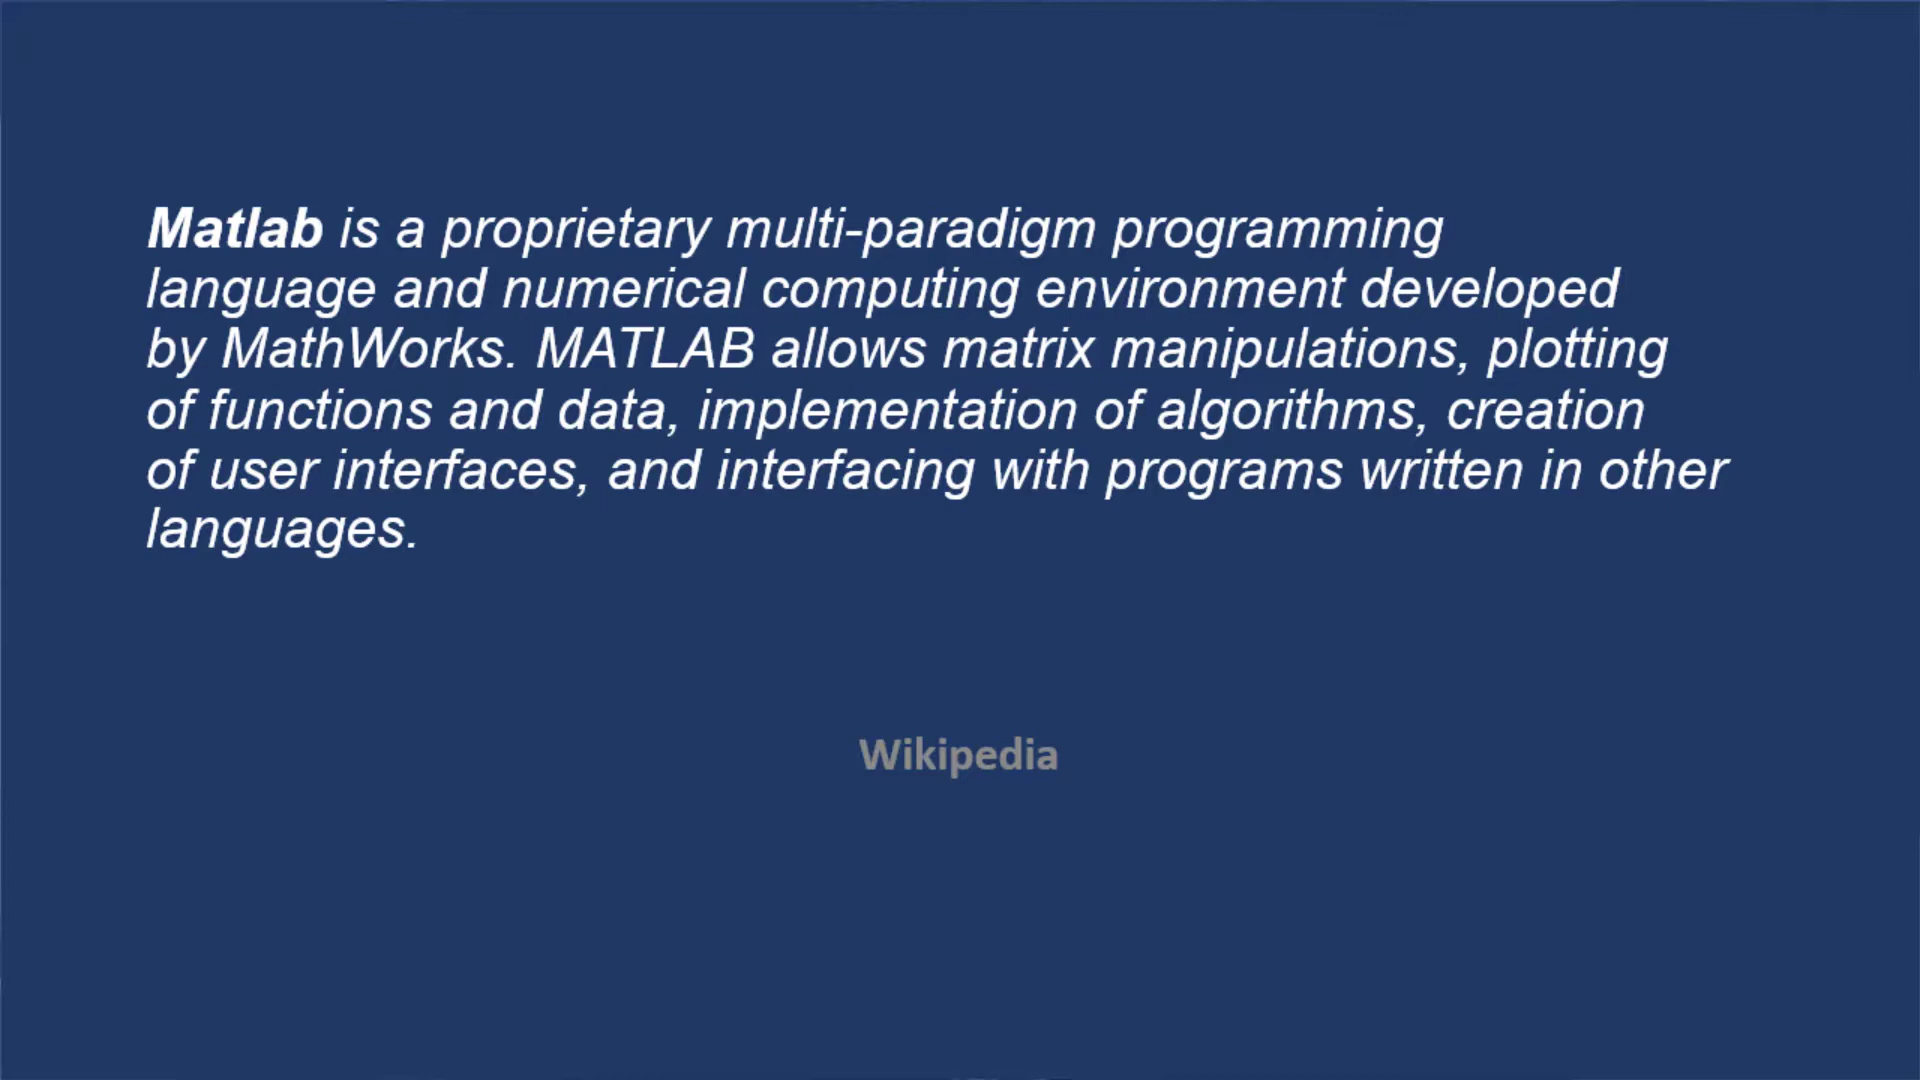 Matlab is a proprietary multi-paradigm programming
language and numerical computing environment developed
by MathWorks. MATLAB allows matrix manipulations, plotting
of functions and data, implementation of algorithms, creation
of user interfaces, and interfacing with programs written in other
languages.
Wikipedia